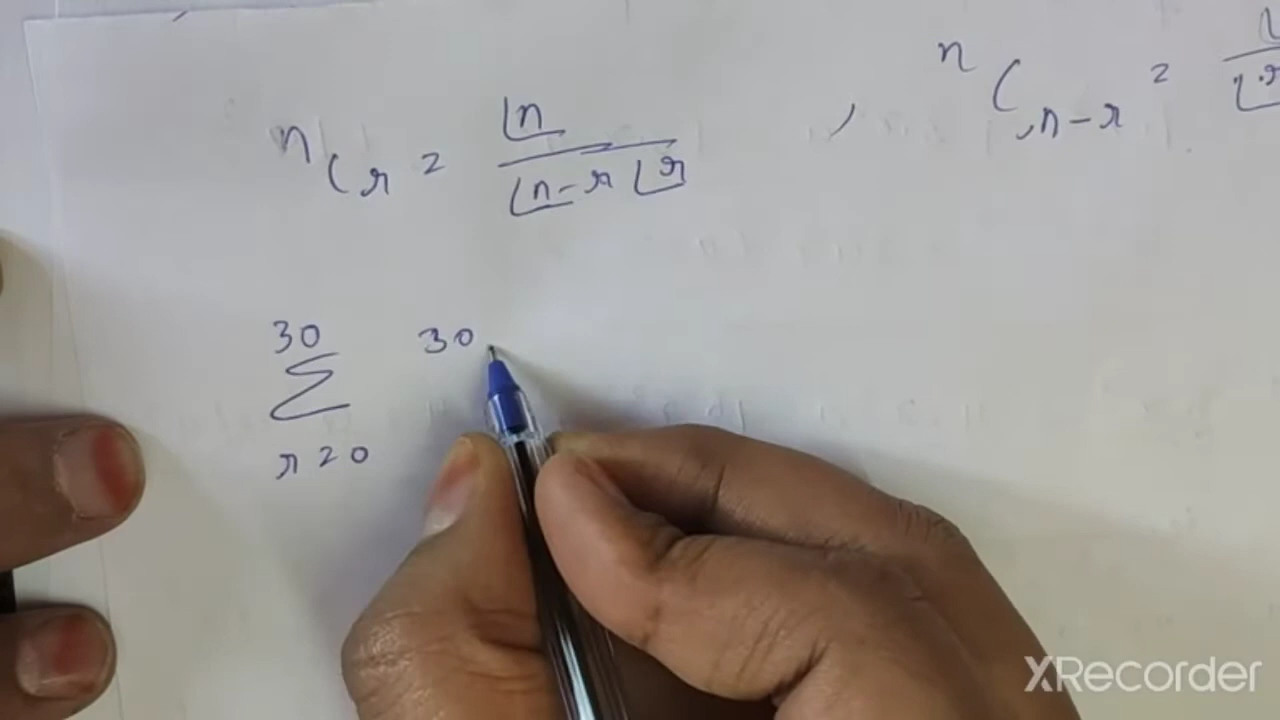 ⁿCᵣ = ⌊n / ⌊n-r ⌊r , ⁿCₙ₋ᵣ =
30
Σ 30
r=0
XRecorder